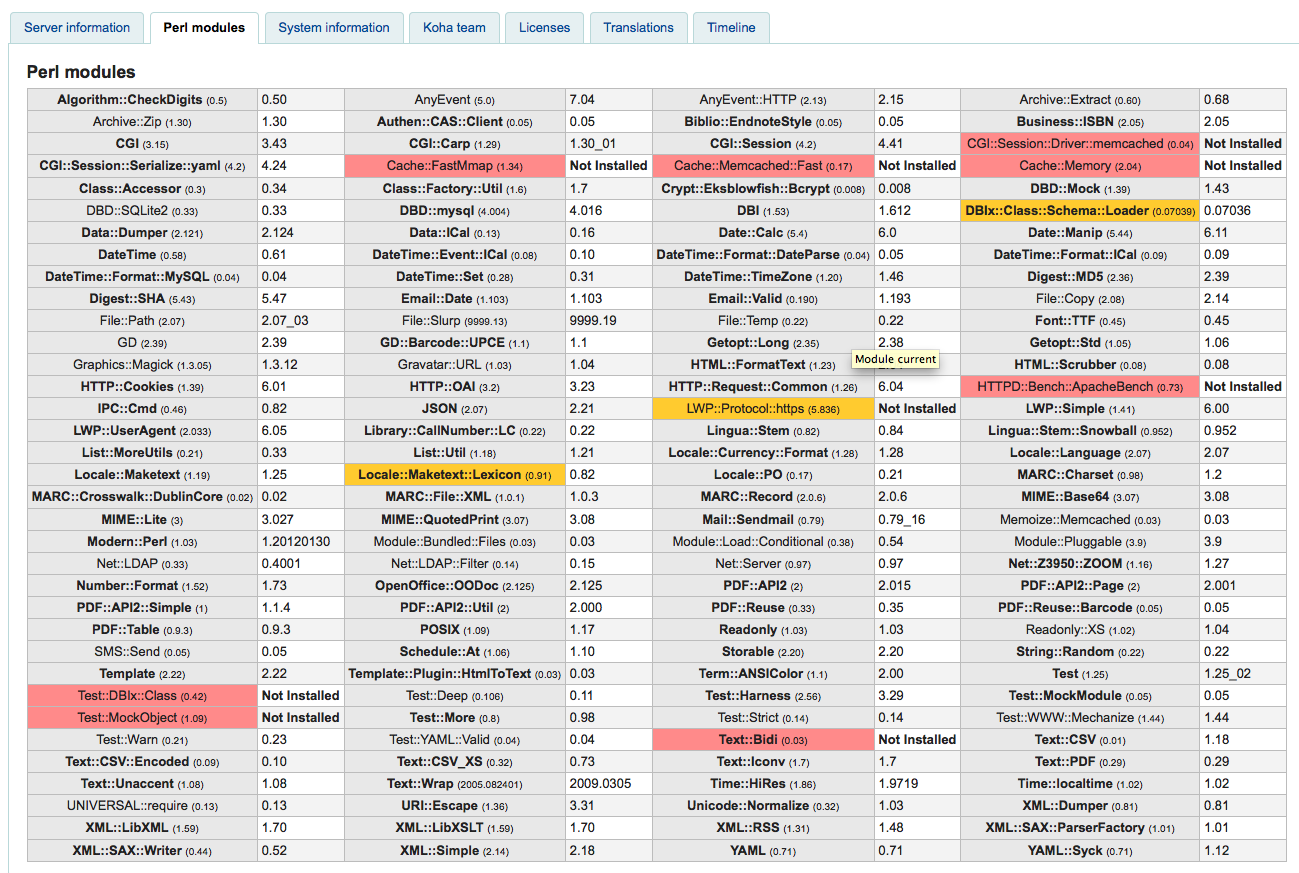 Server information Perl modules System information Koha team Licenses Translations Timeline
Perl modules
Algorithm::CheckDigits (0.5) 0.50 AnyEvent (5.0) 7.04 AnyEvent::HTTP (2.13) 2.15 Archive::Extract (0.60) 0.68
Archive::Zip (1.30) 1.30 Authen::CAS::Client (0.05) 0.05 Biblio::EndnoteStyle (0.05) 0.05 Business::ISBN (2.05) 2.05
CGI (3.15) 3.43 CGI::Carp (1.29) 1.30_01 CGI::Session (4.2) 4.41 CGI::Session::Driver::memcached (0.04) Not Installed
CGI::Session::Serialize::yaml (4.2) 4.24 Cache::FastMmap (1.34) Not Installed Cache::Memcached::Fast (0.17) Not Installed Cache::Memory (2.04) Not Installed
Class::Accessor (0.3) 0.34 Class::Factory::Util (1.6) 1.7 Crypt::Eksblowfish::Bcrypt (0.008) 0.008 DBD::Mock (1.39) 1.43
DBD::SQLite2 (0.33) 0.33 DBD::mysql (4.004) 4.016 DBI (1.53) 1.612 DBIx::Class::Schema::Loader (0.07039) 0.07036
Data::Dumper (2.121) 2.124 Data::ICal (0.13) 0.16 Date::Calc (5.4) 6.0 Date::Manip (5.44) 6.11
DateTime (0.58) 0.61 DateTime::Event::ICal (0.08) 0.10 DateTime::Format::DateParse (0.04) 0.05 DateTime::Format::ICal (0.09) 0.09
DateTime::Format::MySQL (0.04) 0.04 DateTime::Set (0.28) 0.31 DateTime::TimeZone (1.20) 1.46 Digest::MD5 (2.36) 2.39
Digest::SHA (5.43) 5.47 Email::Date (1.103) 1.103 Email::Valid (0.190) 1.193 File::Copy (2.08) 2.14
File::Path (2.07) 2.07_03 File::Slurp (9999.13) 9999.19 File::Temp (0.22) 0.22 Font::TTF (0.45) 0.45
GD (2.39) 2.39 GD::Barcode::UPCE (1.1) 1.1 Getopt::Long (2.35) 2.38 Getopt::Std (1.05) 1.06
Module current
Graphics::Magick (1.3.05) 1.3.12 Gravatar::URL (1.03) 1.04 HTML::FormatText (1.23) HTML::Scrubber (0.08) 0.08
HTTP::Cookies (1.39) 6.01 HTTP::OAI (3.2) 3.23 HTTP::Request::Common (1.26) 6.04 HTTPD::Bench::ApacheBench (0.73) Not Installed
IPC::Cmd (0.46) 0.82 JSON (2.07) 2.21 LWP::Protocol::https (5.836) Not Installed LWP::Simple (1.41) 6.00
LWP::UserAgent (2.033) 6.05 Library::CallNumber::LC (0.22) 0.22 Lingua::Stem (0.82) 0.84 Lingua::Stem::Snowball (0.952) 0.952
List::MoreUtils (0.21) 0.33 List::Util (1.18) 1.21 Locale::Currency::Format (1.28) 1.28 Locale::Language (2.07) 2.07
Locale::Maketext (1.19) 1.25 Locale::Maketext::Lexicon (0.91) 0.82 Locale::PO (0.17) 0.21 MARC::Charset (0.98) 1.2
MARC::Crosswalk::DublinCore (0.02) 0.02 MARC::File::XML (1.0.1) 1.0.3 MARC::Record (2.0.6) 2.0.6 MIME::Base64 (3.07) 3.08
MIME::Lite (3) 3.027 MIME::QuotedPrint (3.07) 3.08 Mail::Sendmail (0.79) 0.79_16 Memoize::Memcached (0.03) 0.03
Modern::Perl (1.03) 1.20120130 Module::Bundled::Files (0.03) 0.03 Module::Load::Conditional (0.38) 0.54 Module::Pluggable (3.9) 3.9
Net::LDAP (0.33) 0.4001 Net::LDAP::Filter (0.14) 0.15 Net::Server (0.97) 0.97 Net::Z3950::ZOOM (1.16) 1.27
Number::Format (1.52) 1.73 OpenOffice::OODoc (2.125) 2.125 PDF::API2 (2) 2.015 PDF::API2::Page (2) 2.001
PDF::API2::Simple (1) 1.1.4 PDF::API2::Util (2) 2.000 PDF::Reuse (0.33) 0.35 PDF::Reuse::Barcode (0.05) 0.05
PDF::Table (0.9.3) 0.9.3 POSIX (1.09) 1.17 Readonly (1.03) 1.03 Readonly::XS (1.02) 1.04
SMS::Send (0.05) 0.05 Schedule::At (1.06) 1.10 Storable (2.20) 2.20 String::Random (0.22) 0.22
Template (2.22) 2.22 Template::Plugin::HtmlToText (0.03) 0.03 Term::ANSIColor (1.1) 2.00 Test (1.25) 1.25_02
Test::DBIx::Class (0.42) Not Installed Test::Deep (0.106) 0.11 Test::Harness (2.56) 3.29 Test::MockModule (0.05) 0.05
Test::MockObject (1.09) Not Installed Test::More (0.8) 0.98 Test::Strict (0.14) 0.14 Test::WWW::Mechanize (1.44) 1.44
Test::Warn (0.21) 0.23 Test::YAML::Valid (0.04) 0.04 Text::Bidi (0.03) Not Installed Text::CSV (0.01) 1.18
Text::CSV::Encoded (0.09) 0.10 Text::CSV_XS (0.32) 0.73 Text::Iconv (1.7) 1.7 Text::PDF (0.29) 0.29
Text::Unaccent (1.08) 1.08 Text::Wrap (2005.082401) 2009.0305 Time::HiRes (1.86) 1.9719 Time::localtime (1.02) 1.02
UNIVERSAL::require (0.13) 0.13 URI::Escape (1.36) 3.31 Unicode::Normalize (0.32) 1.03 XML::Dumper (0.81) 0.81
XML::LibXML (1.59) 1.70 XML::LibXSLT (1.59) 1.70 XML::RSS (1.31) 1.48 XML::SAX::ParserFactory (1.01) 1.01
XML::SAX::Writer (0.44) 0.52 XML::Simple (2.14) 2.18 YAML (0.71) 0.71 YAML::Syck (0.71) 1.12